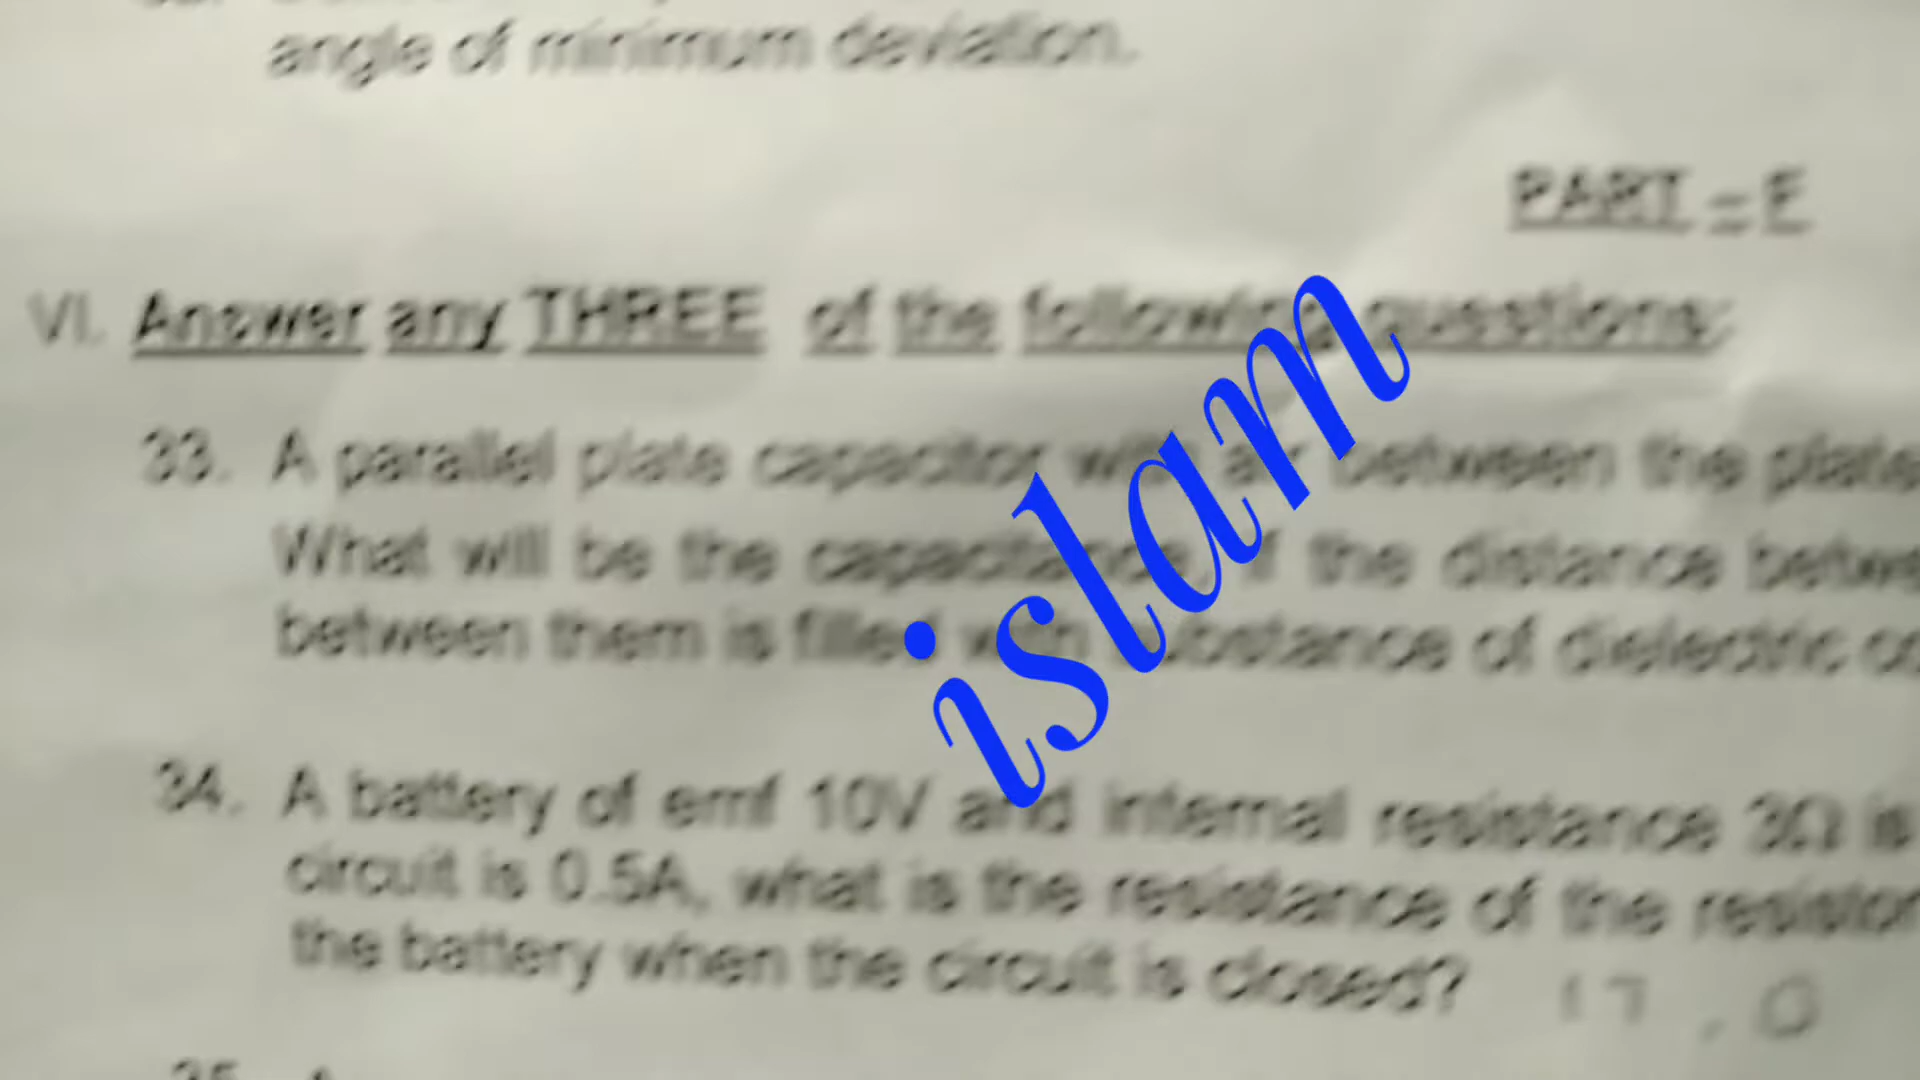 angle of minimum deviation.
PART – E
VI. Answer any THREE of the following questions:
33. A parallel plate capacitor with air between the plate
What will be the capacitance, if the distance betwe
between them is filled with substance of dielectric co
34. A battery of emf 10V and internal resistance 3Ω is
circuit is 0.5A, what is the resistance of the resistor
the battery when the circuit is closed?
17
35. A
islam